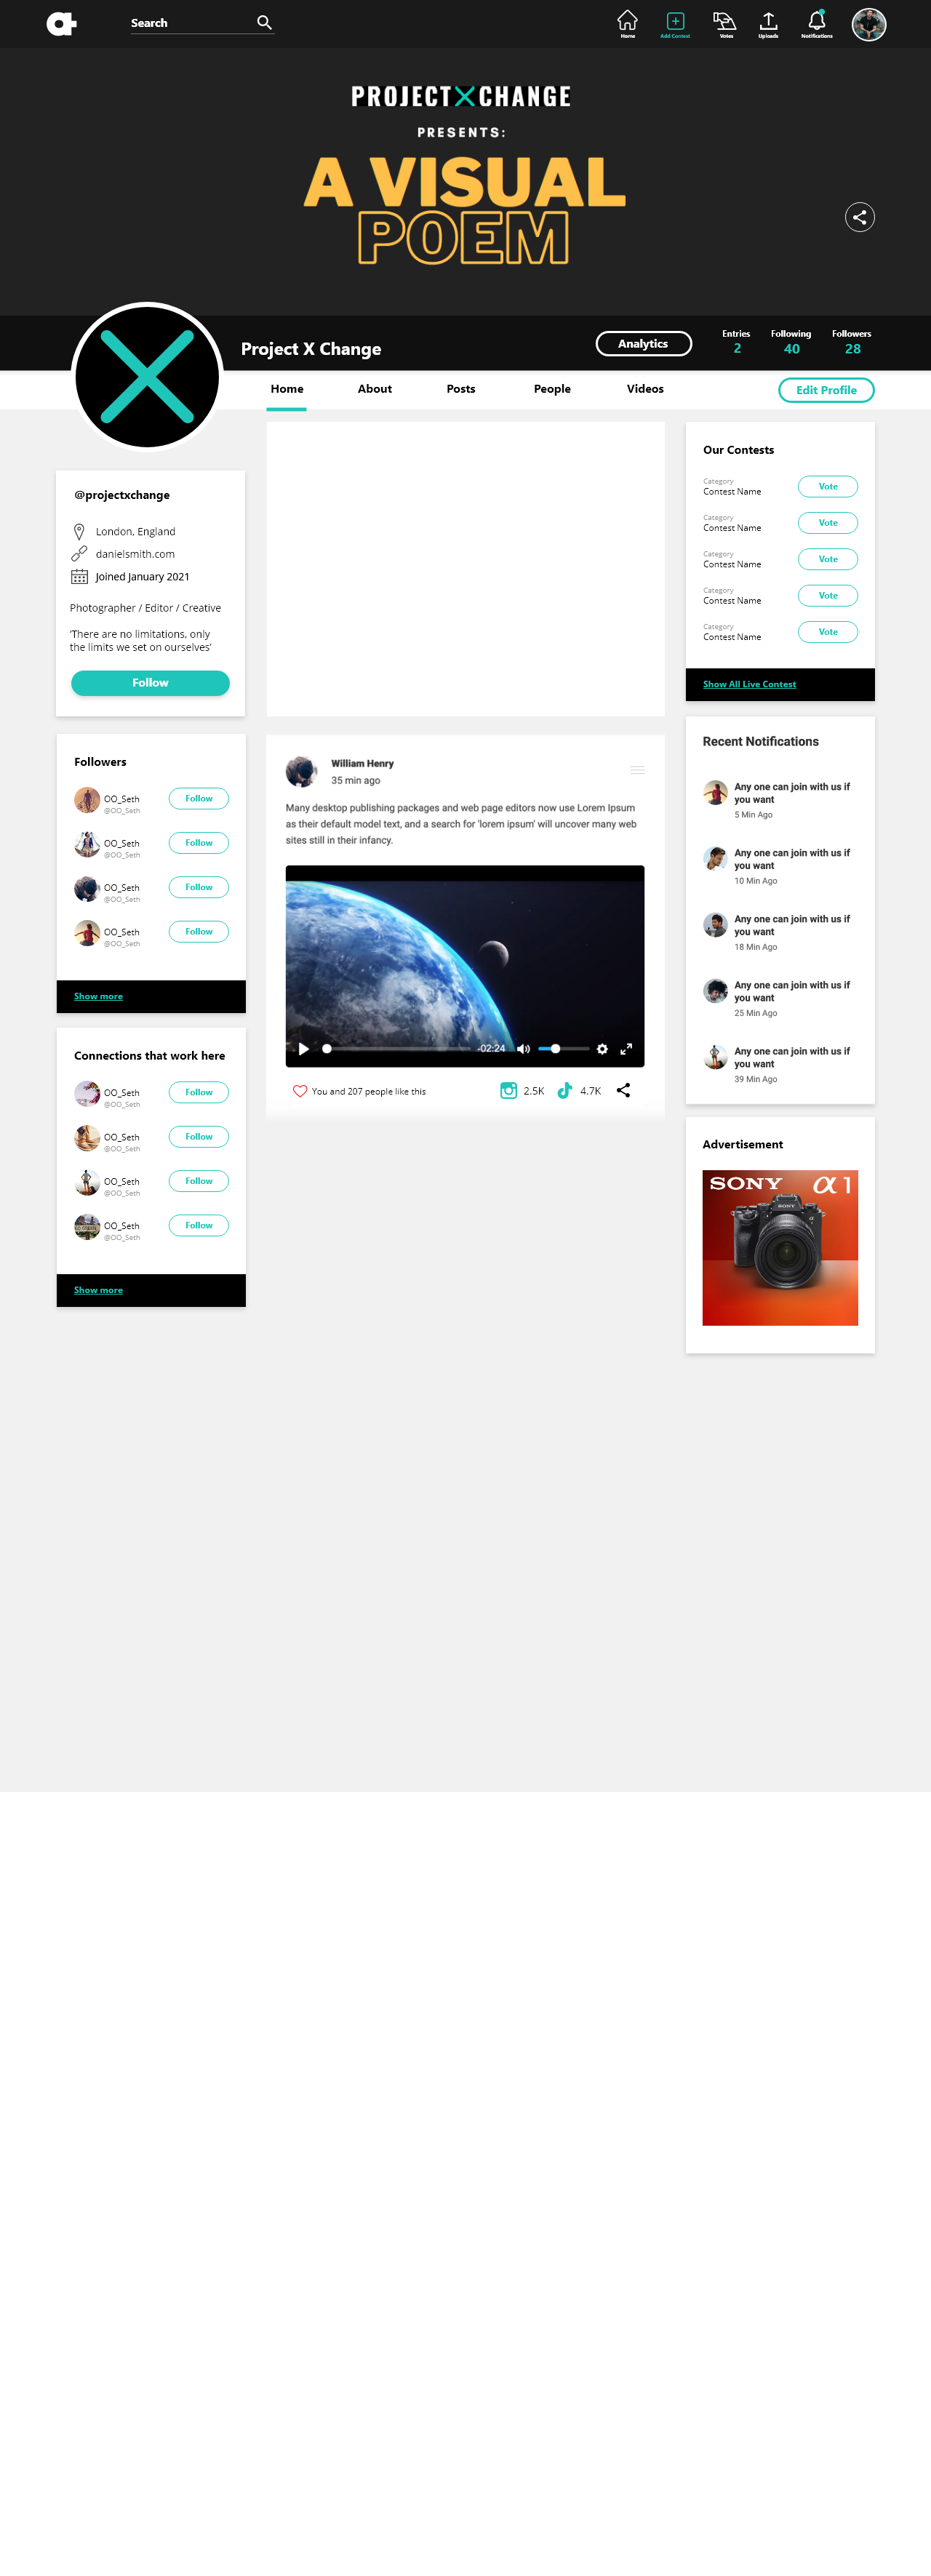 Search
Home
Add Contest
Votes
Uploads
Notifications
PROJECTXCHANGE
PRESENTS:
A VISUAL
POEM
Project X Change
Analytics
Entries
2
Following
40
Followers
28
Home
About
Posts
People
Videos
Edit Profile
@projectxchange
London, England
danielsmith.com
Joined January 2021
Photographer / Editor / Creative
'There are no limitations, only
the limits we set on ourselves'
Follow
Followers
OO_Seth
@OO_Seth
Follow
OO_Seth
@OO_Seth
Follow
OO_Seth
@OO_Seth
Follow
OO_Seth
@OO_Seth
Follow
Show more
Connections that work here
OO_Seth
@OO_Seth
Follow
OO_Seth
@OO_Seth
Follow
OO_Seth
@OO_Seth
Follow
OO_Seth
@OO_Seth
Follow
Show more
William Henry
35 min ago
Many desktop publishing packages and web page editors now use Lorem Ipsum
as their default model text, and a search for 'lorem ipsum' will uncover many web
sites still in their infancy.
-02:24
You and 207 people like this
2.5K
4.7K
Our Contests
Category
Contest Name
Vote
Category
Contest Name
Vote
Category
Contest Name
Vote
Category
Contest Name
Vote
Category
Contest Name
Vote
Show All Live Contest
Recent Notifications
Any one can join with us if
you want
5 Min Ago
Any one can join with us if
you want
10 Min Ago
Any one can join with us if
you want
18 Min Ago
Any one can join with us if
you want
25 Min Ago
Any one can join with us if
you want
39 Min Ago
Advertisement
SONY α1
SONY